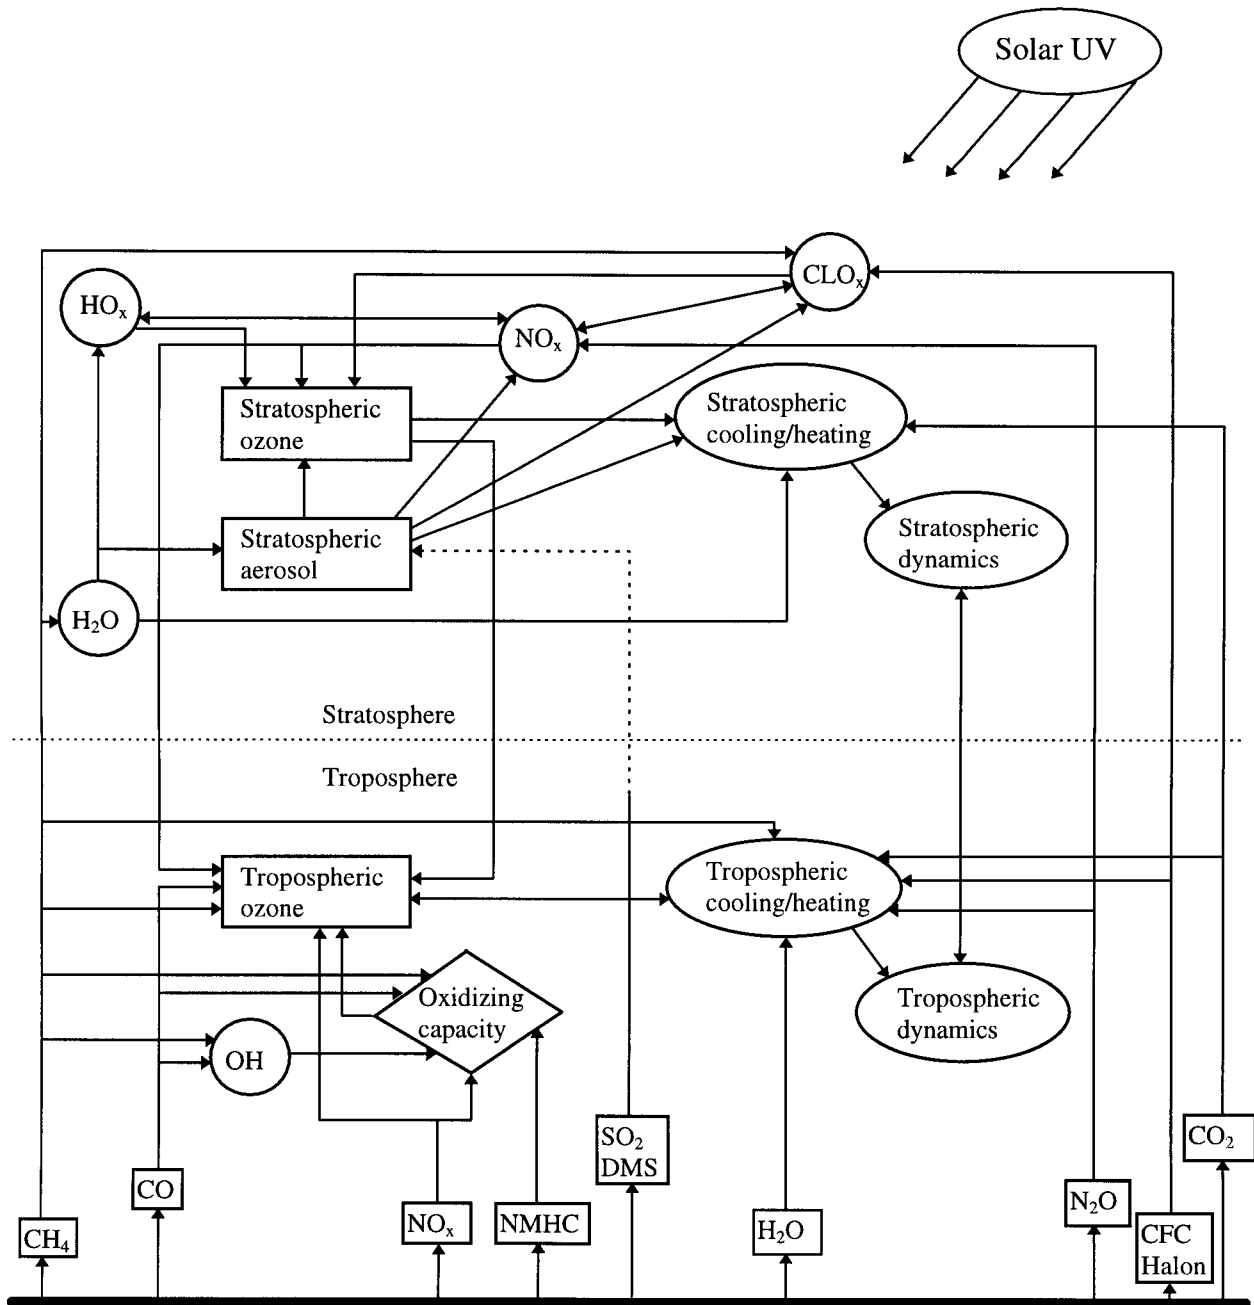 Solar UV
CLOₓ
HOₓ
NOₓ
Stratospheric
ozone
Stratospheric
cooling/heating
Stratospheric
aerosol
Stratospheric
dynamics
H₂O
Stratosphere
Troposphere
Tropospheric
ozone
Tropospheric
cooling/heating
Oxidizing
capacity
Tropospheric
dynamics
OH
SO₂
DMS
CO₂
CO
N₂O
NOₓ
NMHC
H₂O
CFC
Halon
CH₄